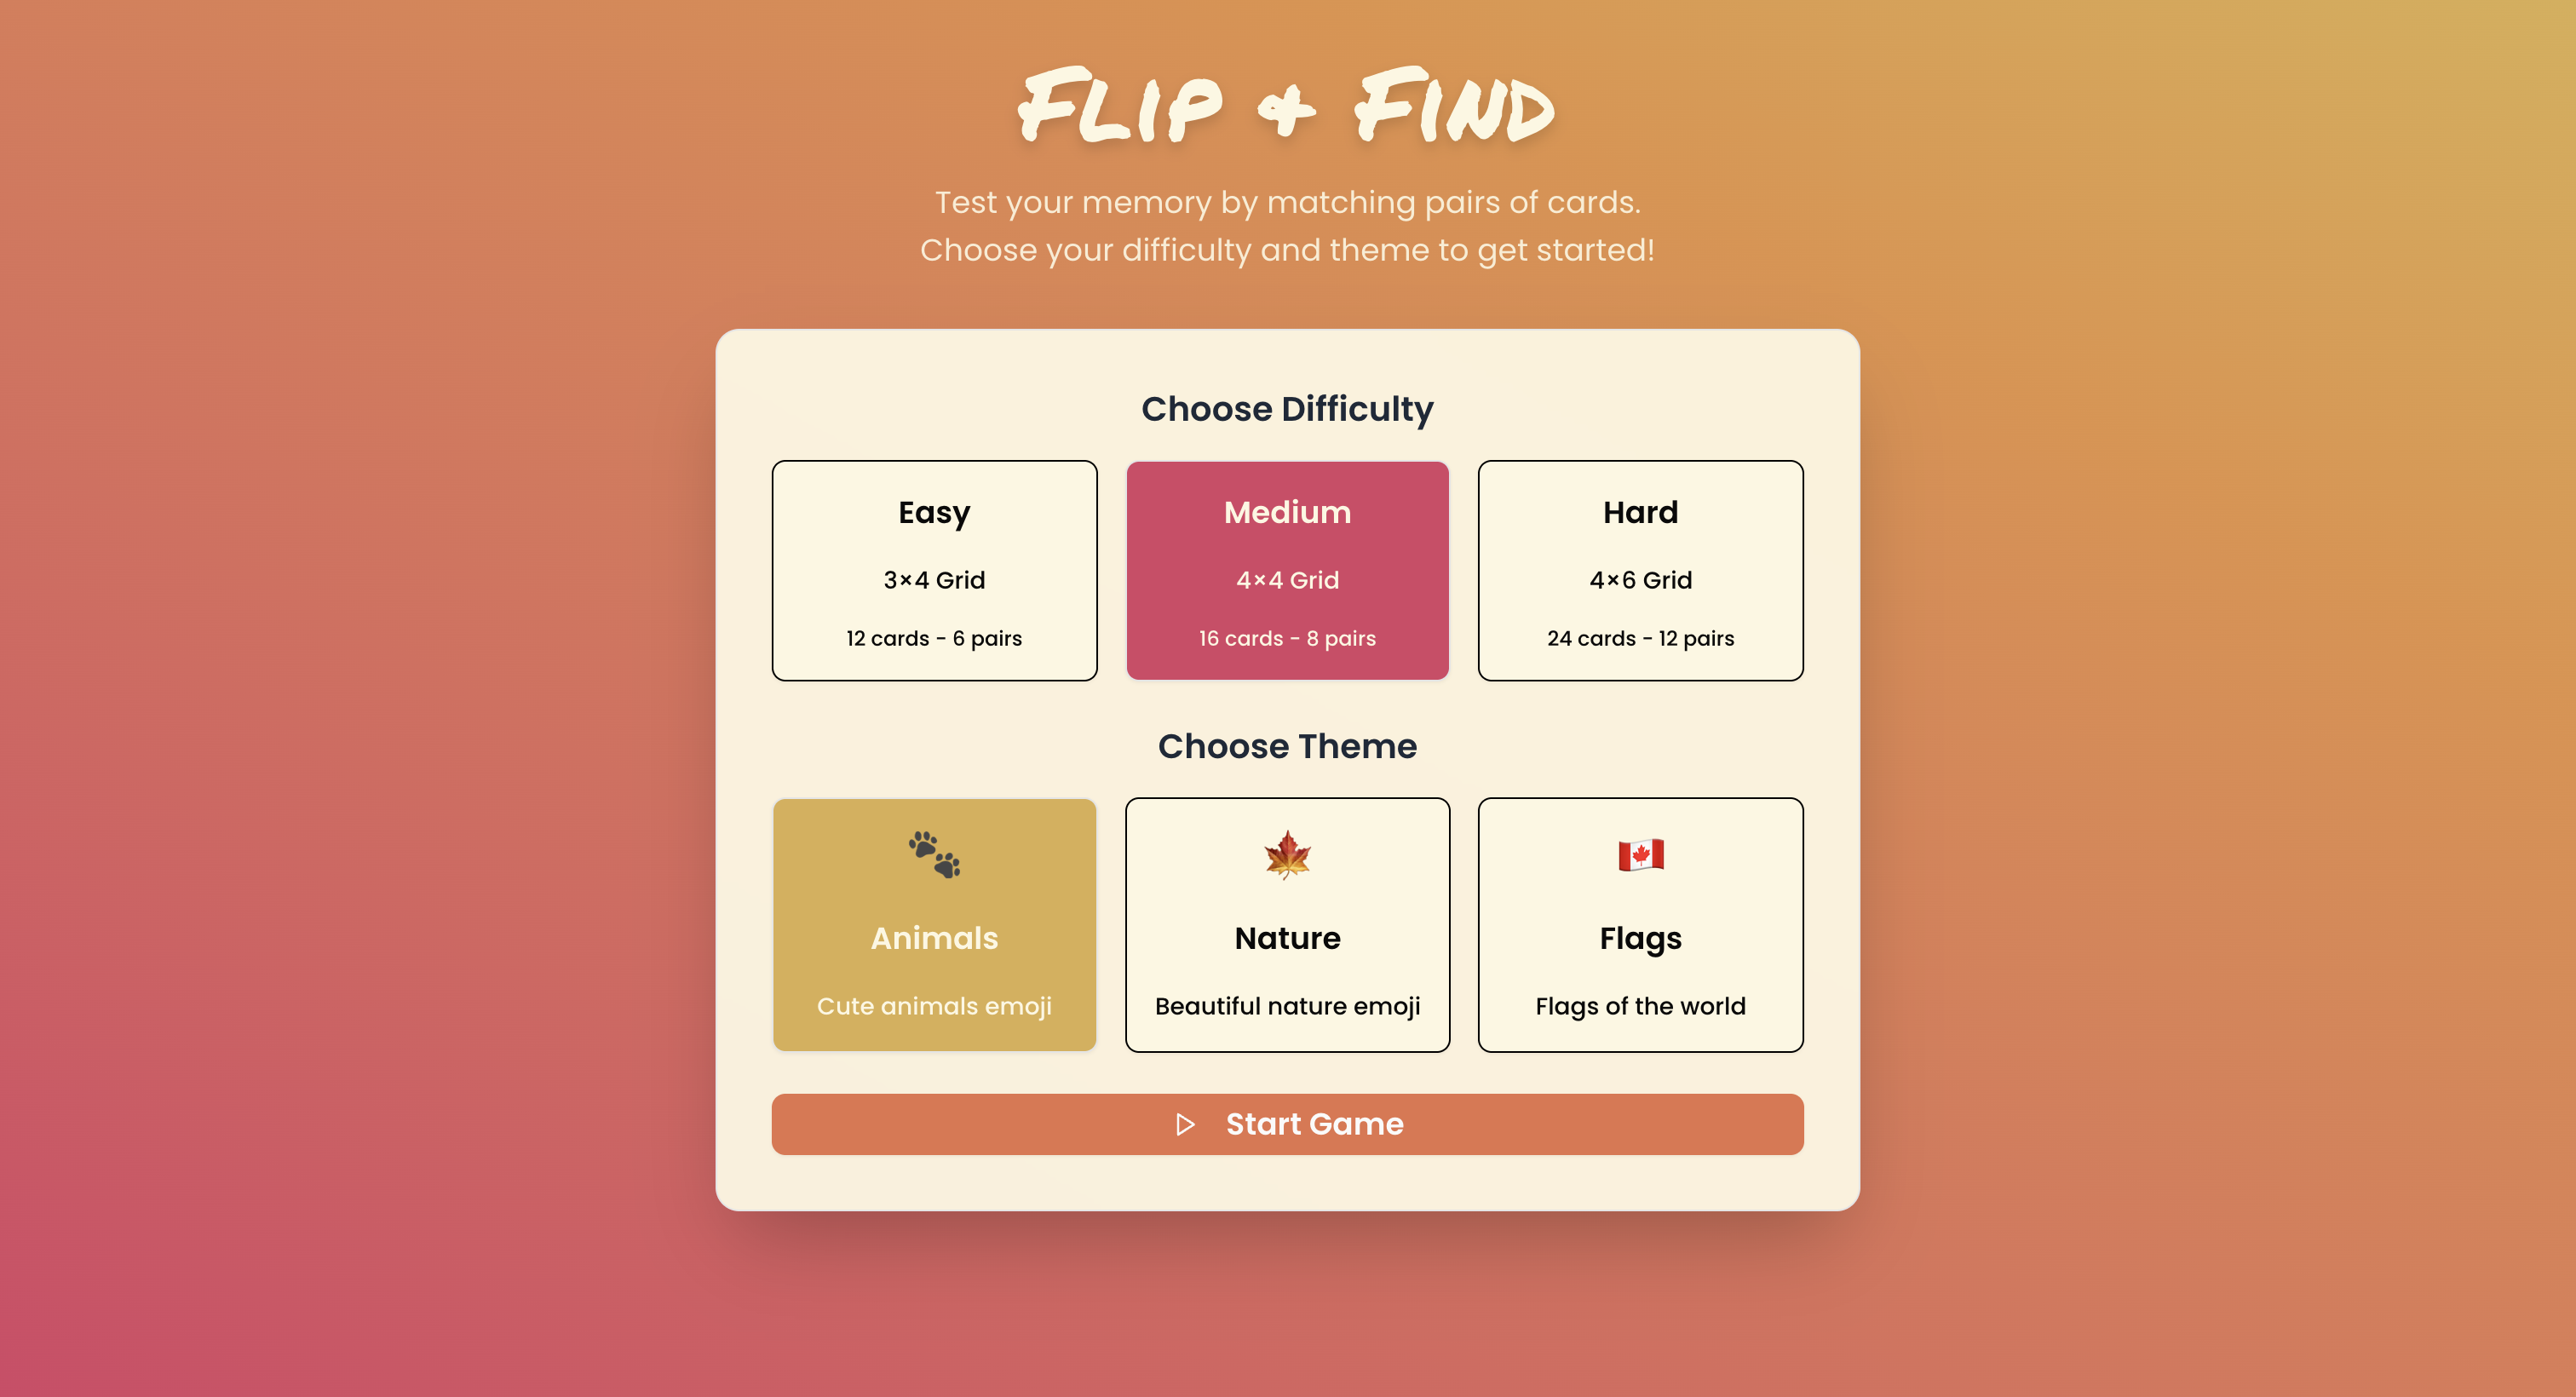 Flip & Find
Test your memory by matching pairs of cards.
Choose your difficulty and theme to get started!
Choose Difficulty
Easy
3×4 Grid
12 cards - 6 pairs
Medium
4×4 Grid
16 cards - 8 pairs
Hard
4×6 Grid
24 cards - 12 pairs
Choose Theme
Animals
Cute animals emoji
Nature
Beautiful nature emoji
Flags
Flags of the world
Start Game